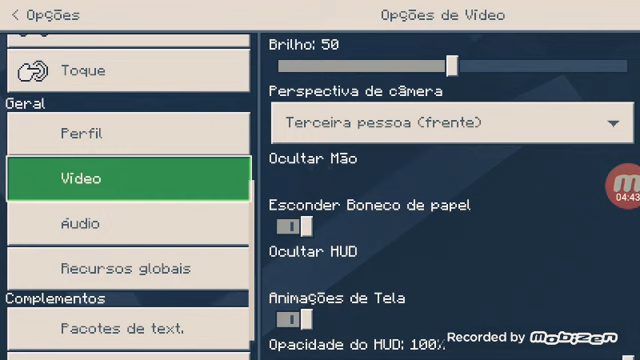 < Opções
Opções de Vídeo
Toque
Geral
Perfil
Vídeo
Áudio
Recursos globais
Complementos
Pacotes de text.
Brilho: 50
Perspectiva de câmera
Terceira pessoa (frente)
Ocultar Mão
Esconder Boneco de papel
Ocultar HUD
Animações de Tela
Opacidade do HUD: 100%
04:43
Recorded by mobizen